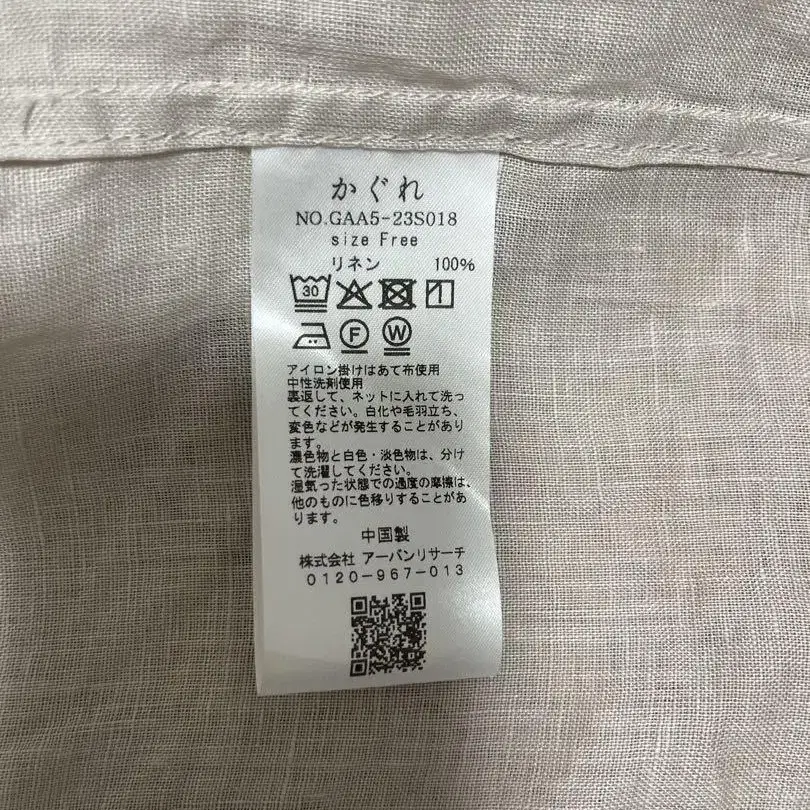 かぐれ
NO.GAA5-23S018
size Free
リネン 100%
30
F W
アイロン掛けはあて布使用
中性洗剤使用
裏返して、ネットに入れて洗っ
てください。白化や毛羽立ち、
変色などが発生することがあり
ます。
濃色物と白色・淡色物は、分け
て洗濯してください。
湿気った状態での過度の摩擦は、
他のものに色移りすることがあ
ります。
中国製
株式会社 アーバンリサーチ
0120-967-013